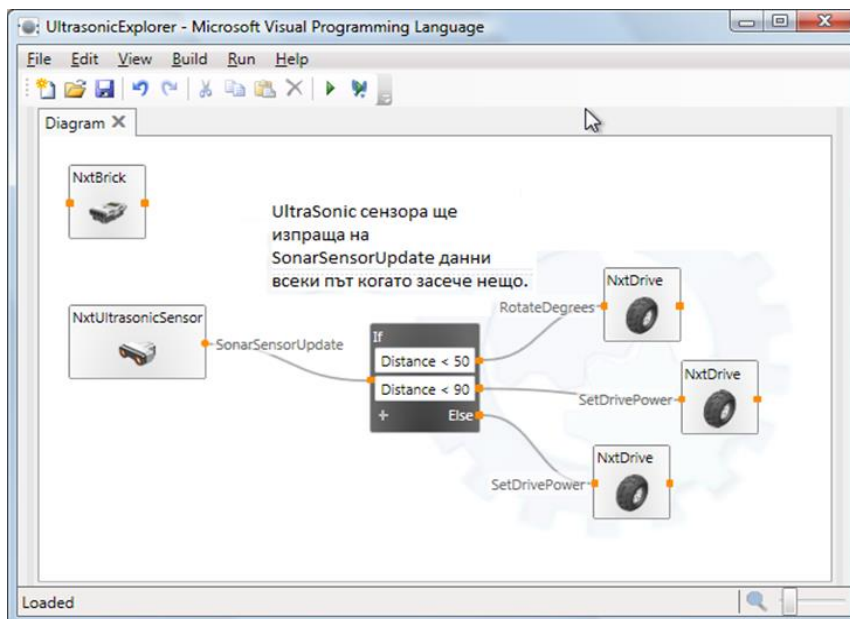 UltrasonicExplorer - Microsoft Visual Programming Language
File Edit View Build Run Help
Diagram
NxtBrick
UltraSonic сензора ще
изпраща на
SonarSensorUpdate данни
всеки път когато засече нещо.
NxtDrive
RotateDegrees
NxtUltrasonicSensor
SonarSensorUpdate
If
Distance < 50
Distance < 90
+ Else
NxtDrive
SetDrivePower
NxtDrive
SetDrivePower
Loaded